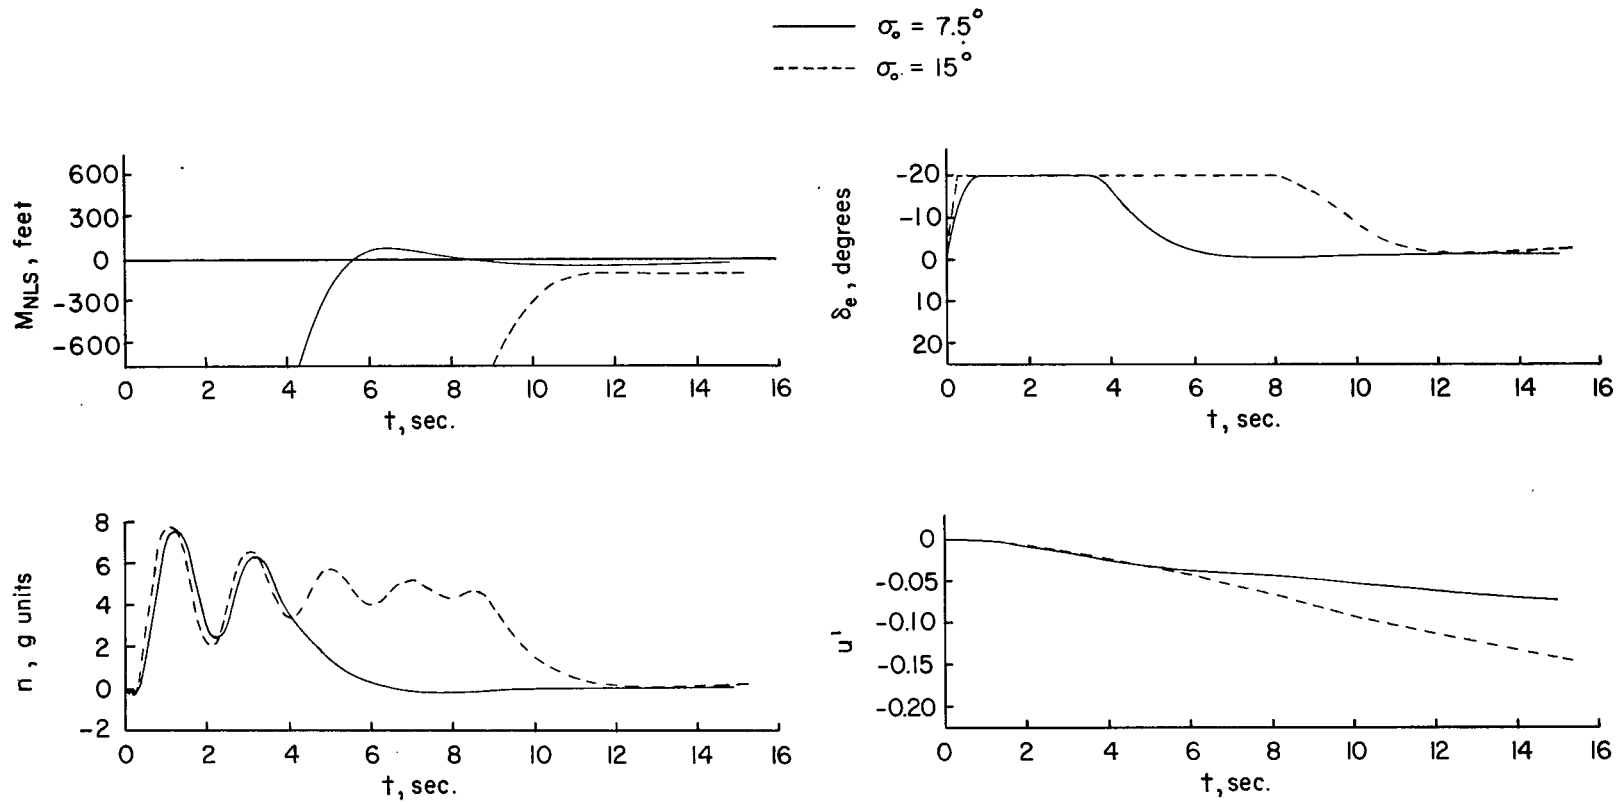 σ₀ = 7.5°
σ₀ = 15°
600
300
0
-300
-600
M_NLS, feet
0 2 4 6 8 10 12 14 16
t, sec.
-20
-10
0
10
20
δe, degrees
0 2 4 6 8 10 12 14 16
t, sec.
8
6
4
2
0
-2
n, g units
0 2 4 6 8 10 12 14 16
t, sec.
0
-0.05
-0.10
-0.15
-0.20
u'
0 2 4 6 8 10 12 14 16
t, sec.